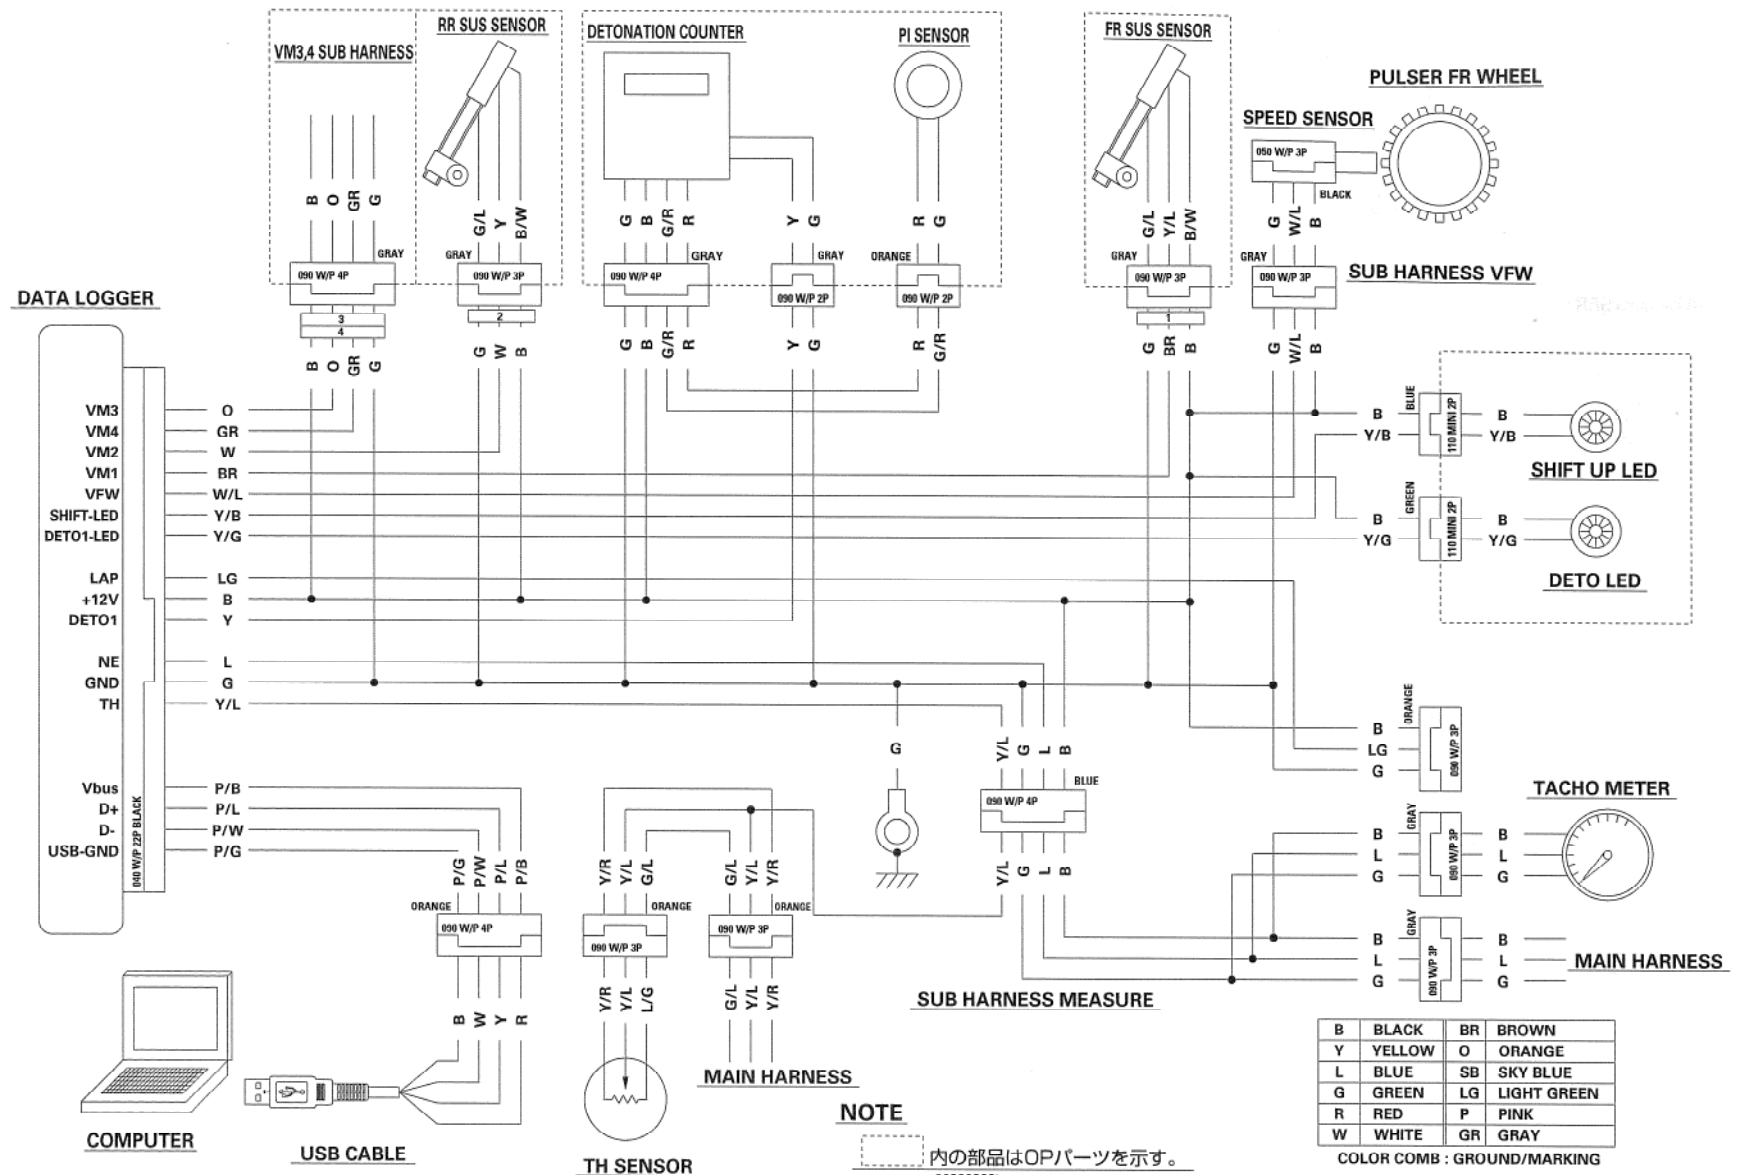 VM3,4 SUB HARNESS
RR SUS SENSOR
DETONATION COUNTER
PI SENSOR
FR SUS SENSOR
PULSER FR WHEEL
SPEED SENSOR
050 W/P 3P
BLACK
B O GR G
G/L Y B/W
G B G/R R
Y G
R G
G/L Y/L B/W
G W/L B
GRAY
GRAY
GRAY
GRAY
ORANGE
GRAY
GRAY
090 W/P 4P
090 W/P 3P
090 W/P 4P
090 W/P 2P
090 W/P 2P
090 W/P 3P
090 W/P 3P
SUB HARNESS VFW
DATA LOGGER
3
4
2
1
B O GR G
G W B
G B G/R R
Y G
R G/R
G BR B
G W/L B
VM3 O
VM4 GR
VM2 W
VM1 BR
VFW W/L
SHIFT-LED Y/B
DETO1-LED Y/G
LAP LG
+12V B
DETO1 Y
NE L
GND G
TH Y/L
Vbus P/B
D+ P/L
D- P/W
USB-GND P/G
040 W/P 22P BLACK
BLUE
B
Y/B
110 MINI 2P
B
Y/B
SHIFT UP LED
GREEN
B
Y/G
110 MINI 2P
B
Y/G
DETO LED
ORANGE
B
LG
G
090 W/P 3P
G
Y/L G L B
BLUE
090 W/P 4P
Y/L G L B
TACHO METER
GRAY
B
L
G
090 W/P 3P
B
L
G
GRAY
B
L
G
090 W/P 3P
B
L
G
MAIN HARNESS
P/G P/W P/L P/B
ORANGE
090 W/P 4P
B W Y R
Y/R Y/L G/L
ORANGE
090 W/P 3P
Y/R Y/L L/G
G/L Y/L Y/R
ORANGE
090 W/P 3P
G/L Y/L Y/R
MAIN HARNESS
SUB HARNESS MEASURE
COMPUTER
USB CABLE
TH SENSOR
NOTE
内の部品はOPパーツを示す。
B BLACK BR BROWN
Y YELLOW O ORANGE
L BLUE SB SKY BLUE
G GREEN LG LIGHT GREEN
R RED P PINK
W WHITE GR GRAY
COLOR COMB : GROUND/MARKING